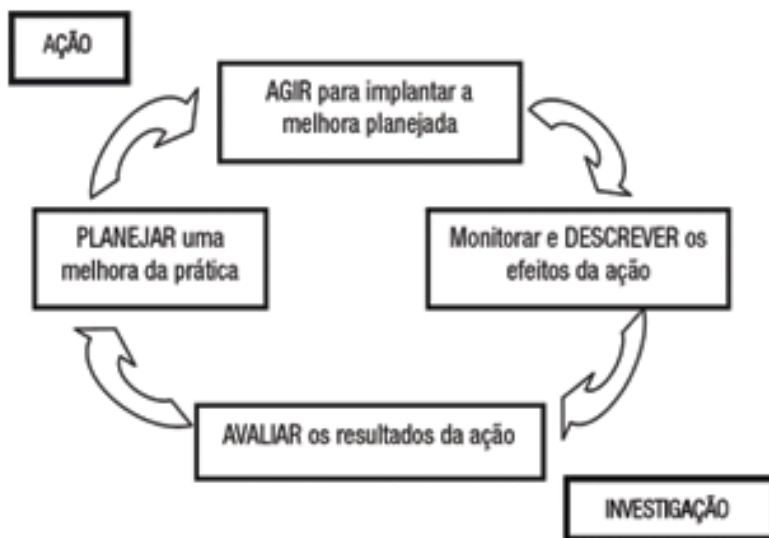 AÇÃO
AGIR para implantar a
melhora planejada
PLANEJAR uma
melhora da prática
Monitorar e DESCREVER os
efeitos da ação
AVALIAR os resultados da ação
INVESTIGAÇÃO